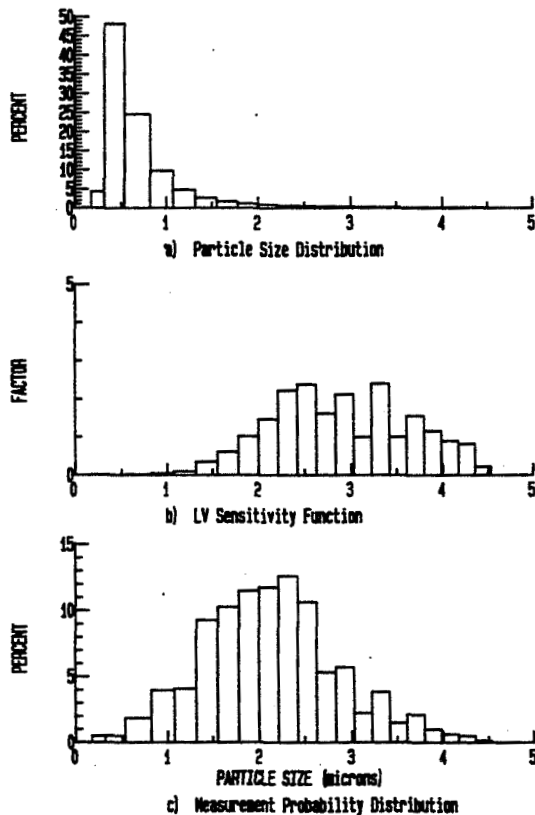 50
45
40
35
30
25
20
15
10
5
0
PERCENT
0 1 2 3 4 5
a) Particle Size Distribution
5
FACTOR
0
0 1 2 3 4 5
b) LV Sensitivity Function
15
10
PERCENT
5
0
0 1 2 3 4 5
PARTICLE SIZE (microns)
c) Measurement Probability Distribution